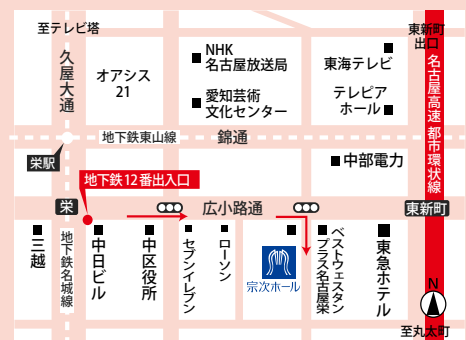 至テレビ塔
久屋大通
オアシス
21
NHK
名古屋放送局
愛知芸術
文化センター
東新町
出口
東海テレビ
テレピア
ホール
名古屋高速 都市環状線
地下鉄東山線
錦通
栄駅
中部電力
地下鉄12番出入口
栄
広小路通
東新町
三越
地下鉄名城線
中日ビル
中区役所
セブンイレブン
ローソン
宗次ホール
ベストウェスタン
プラス名古屋栄
東急ホテル
N
至丸太町